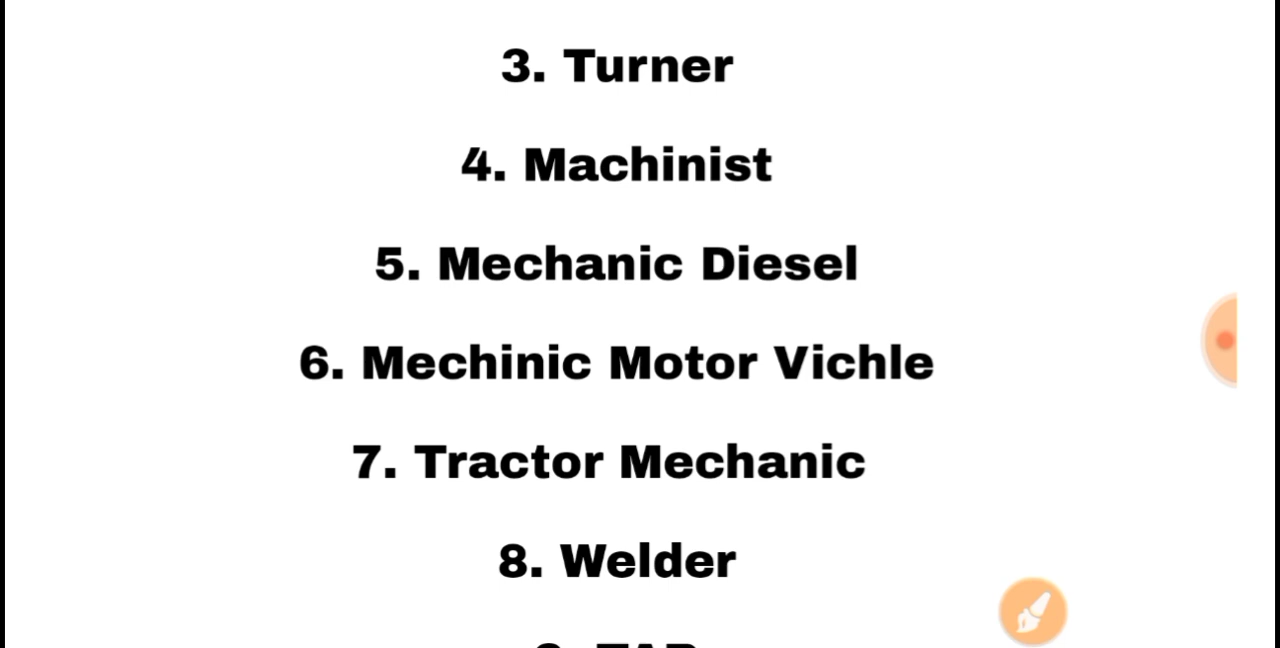 3. Turner
4. Machinist
5. Mechanic Diesel
6. Mechinic Motor Vichle
7. Tractor Mechanic
8. Welder